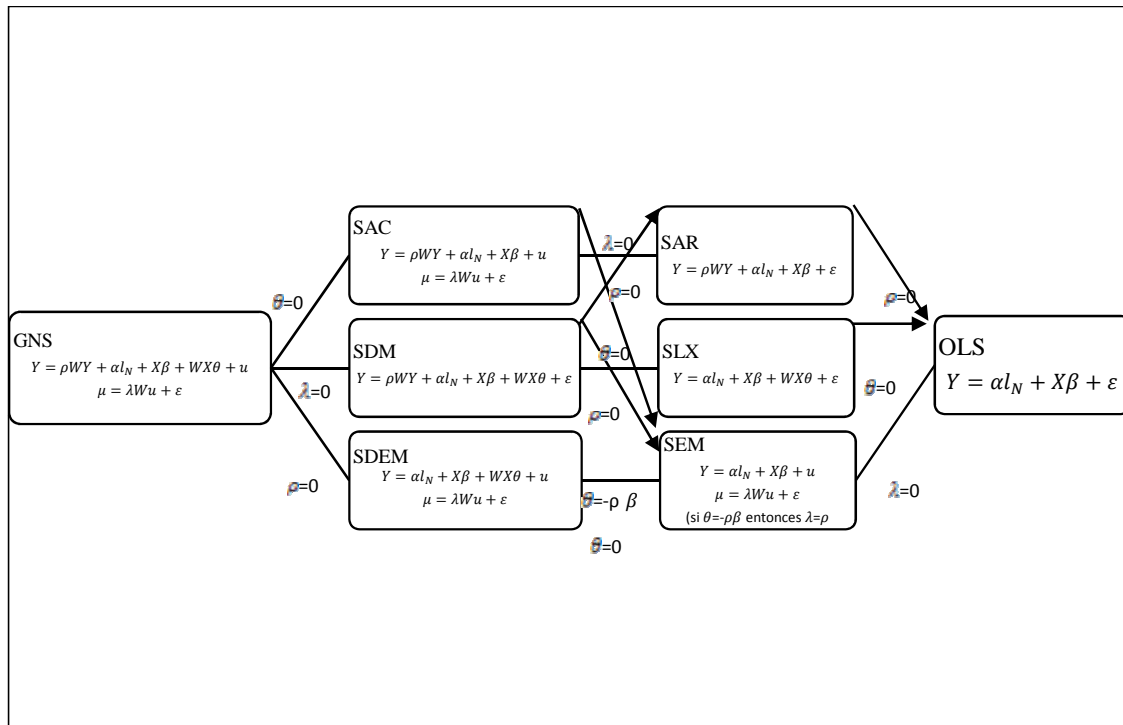 SAC
𝑌 = 𝜌𝑊𝑌 + 𝛼𝑙_𝑁 + 𝑋𝛽 + 𝑢
𝜇 = 𝜆𝑊𝑢 + 𝜀
λ=0
SAR
𝑌 = 𝜌𝑊𝑌 + 𝛼𝑙_𝑁 + 𝑋𝛽 + 𝜀
θ=0
ρ=0
ρ=0
GNS
𝑌 = 𝜌𝑊𝑌 + 𝛼𝑙_𝑁 + 𝑋𝛽 + 𝑊𝑋𝜃 + 𝑢
𝜇 = 𝜆𝑊𝑢 + 𝜀
λ=0
SDM
𝑌 = 𝜌𝑊𝑌 + 𝛼𝑙_𝑁 + 𝑋𝛽 + 𝑊𝑋𝜃 + 𝜀
θ=0
ρ=0
SLX
𝑌 = 𝛼𝑙_𝑁 + 𝑋𝛽 + 𝑊𝑋𝜃 + 𝜀
θ=0
OLS
𝑌 = 𝛼𝑙_𝑁 + 𝑋𝛽 + 𝜀
ρ=0
SDEM
𝑌 = 𝛼𝑙_𝑁 + 𝑋𝛽 + 𝑊𝑋𝜃 + 𝑢
𝜇 = 𝜆𝑊𝑢 + 𝜀
θ=-ρ β
θ=0
SEM
𝑌 = 𝛼𝑙_𝑁 + 𝑋𝛽 + 𝑢
𝜇 = 𝜆𝑊𝑢 + 𝜀
(si 𝜃=-𝜌𝛽 entonces 𝜆=𝜌
λ=0